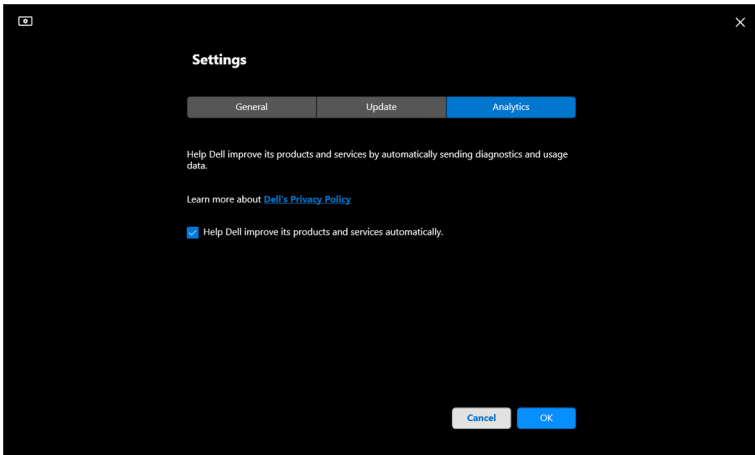 Settings
General
Update
Analytics
Help Dell improve its products and services by automatically sending diagnostics and usage
data.
Learn more about Dell's Privacy Policy
Help Dell improve its products and services automatically.
Cancel
OK